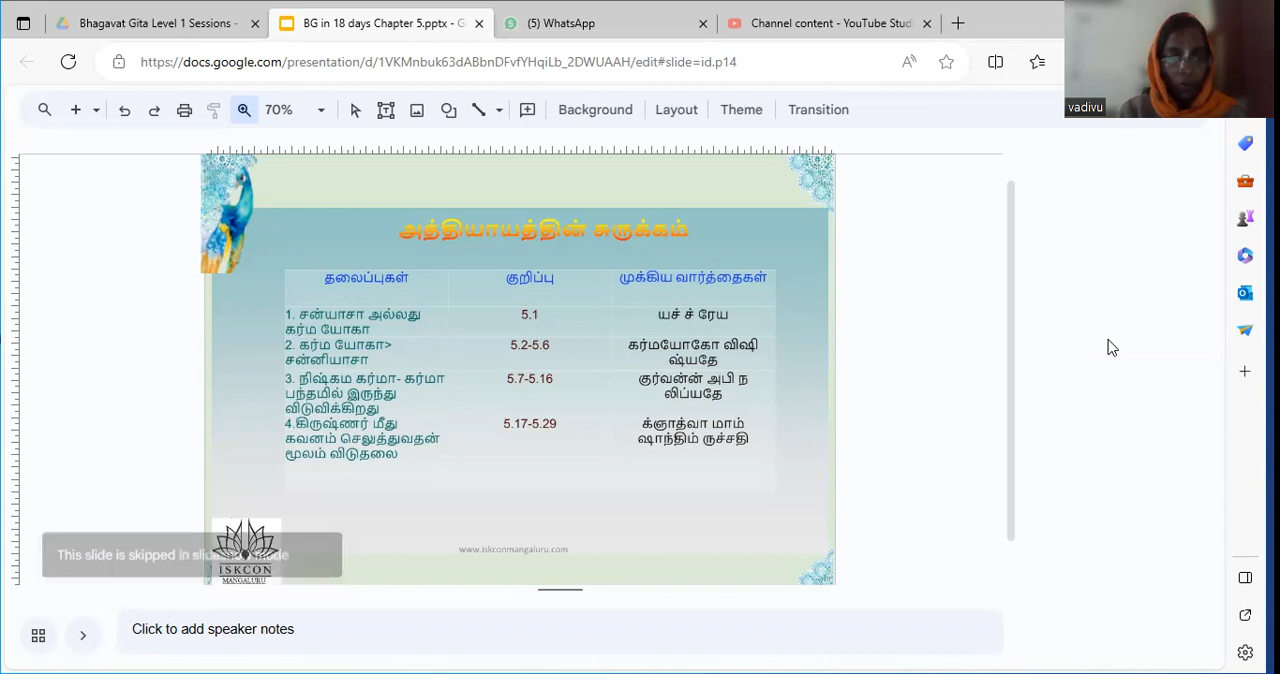 Bhagavat Gita Level 1 Sessions -
BG in 18 days Chapter 5.pptx - G
(5) WhatsApp
Channel content - YouTube Stud
https://docs.google.com/presentation/d/1VKMnbuk63dABbnDFvfYHqiLb_2DWUAAH/edit#slide=id.p14
vadivu
70%
Background
Layout
Theme
Transition
அத்தியாயத்தின் சுருக்கம்
தலைப்புகள் குறிப்பு முக்கிய வார்த்தைகள்
1. சன்யாசா அல்லது 5.1 யச் ச் ரேய
கர்ம யோகா
2. கர்ம யோகா> 5.2-5.6 கர்மயோகோ விஷி
சன்னியாசா ஷ்யதே
3. நிஷ்கம கர்மா- கர்மா 5.7-5.16 குர்வன்ன் அபி ந
பந்தமில் இருந்து லிப்யதே
விடுவிக்கிறது
4.கிருஷ்ணர் மீது 5.17-5.29 க்ஞாத்வா மாம்
கவனம் செலுத்துவதன் ஷாந்திம் ருச்சதி
மூலம் விடுதலை
This slide is skipped in slideshow mode
ISKCON
MANGALURU
www.iskconmangaluru.com
Click to add speaker notes